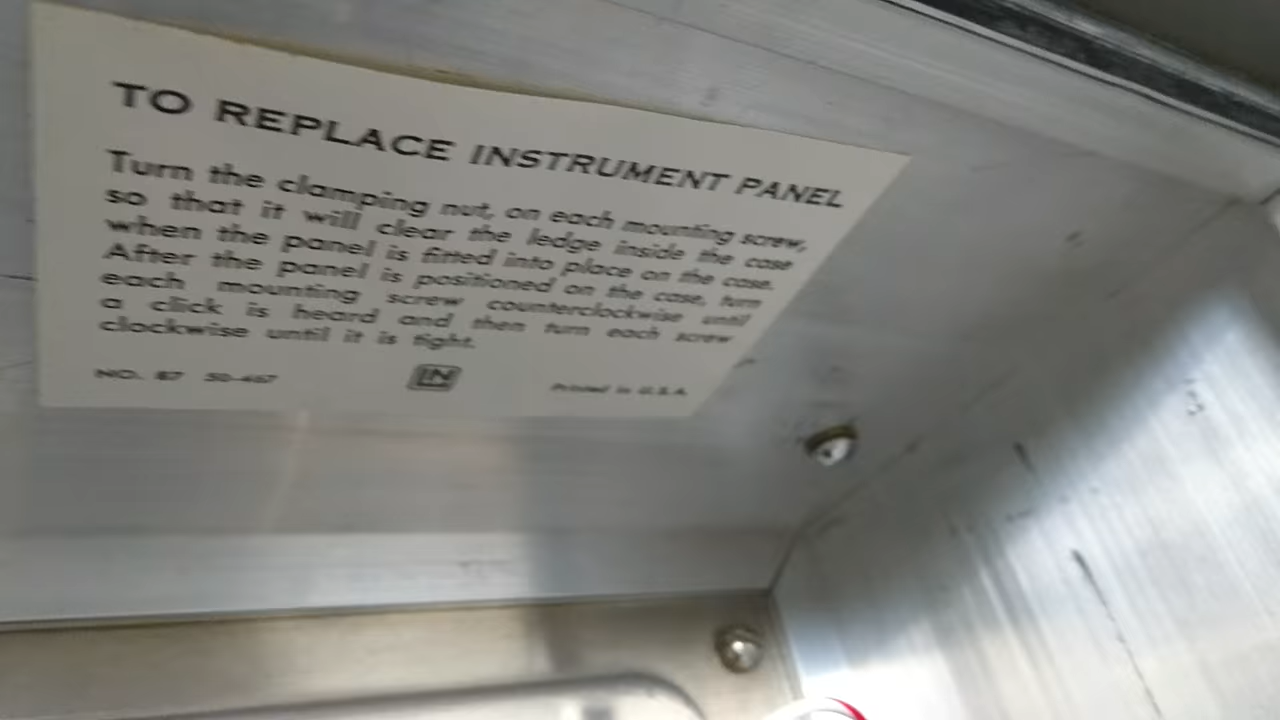 TO REPLACE INSTRUMENT PANEL
Turn the clamping nut, on each mounting screw,
so that it will clear the ledge inside the case
when the panel is fitted into place on the case.
After the panel is positioned on the case, turn
each mounting screw counterclockwise until
a click is heard and then turn each screw
clockwise until it is tight.
NO. 87 50-467
LN
Printed in U.S.A.